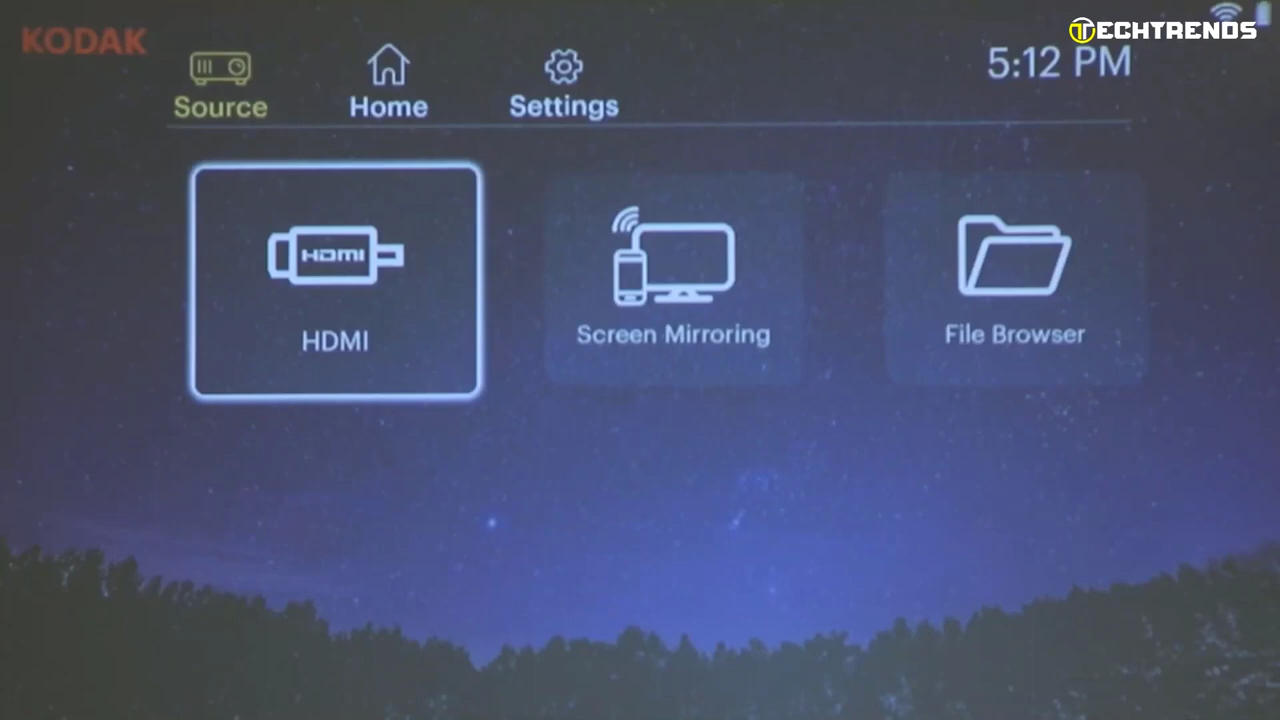 KODAK
TECHTRENDS
5:12 PM
Source
Home
Settings
HDMI
HDMI
Screen Mirroring
File Browser